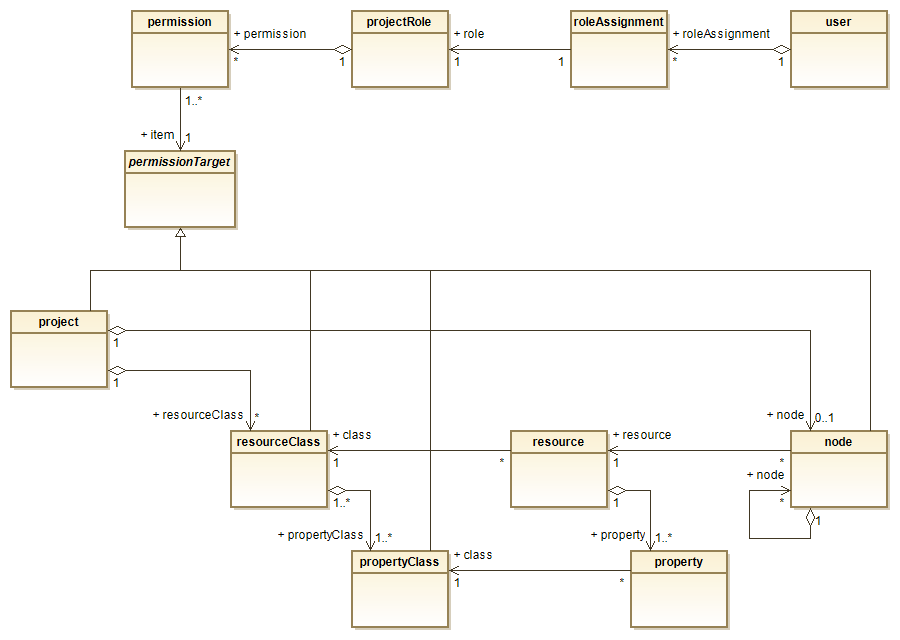 permission
projectRole
roleAssignment
user
+ permission
+ role
+ roleAssignment
*
1
1
1
*
1
1..*
+ item
1
permissionTarget
project
1
1
+ resourceClass
*
+ node
0..1
resourceClass
+ class
resource
+ resource
node
1
*
1
*
+ node
*
1..*
1
1
+ propertyClass
1..*
+ property
1..*
propertyClass
+ class
property
1
*